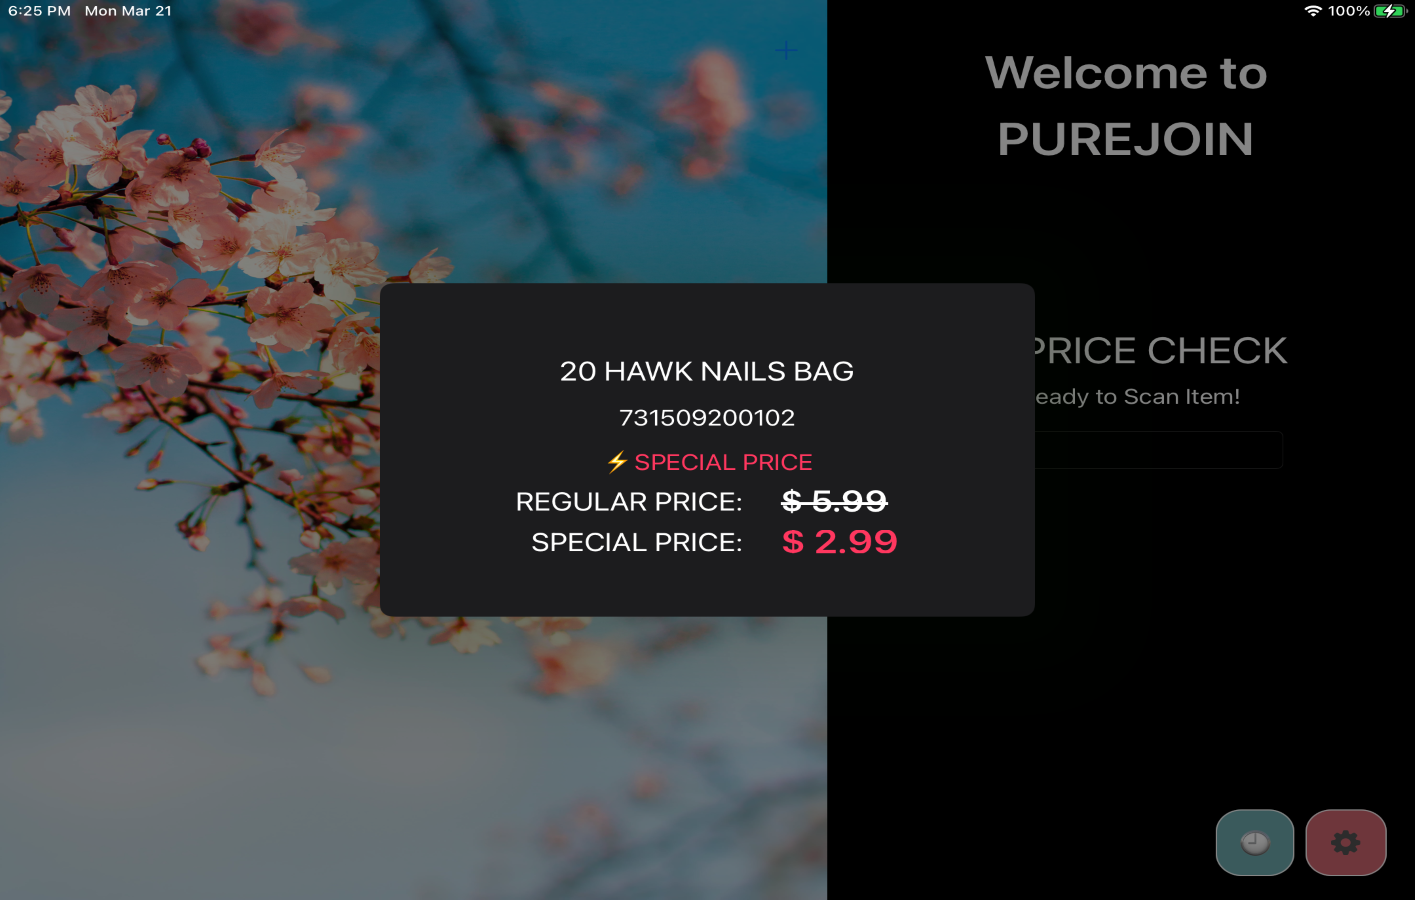 6:25 PM Mon Mar 21
100%
Welcome to
PUREJOIN
PRICE CHECK
eady to Scan Item!
20 HAWK NAILS BAG
731509200102
⚡ SPECIAL PRICE
REGULAR PRICE: $ 5.99
SPECIAL PRICE: $ 2.99